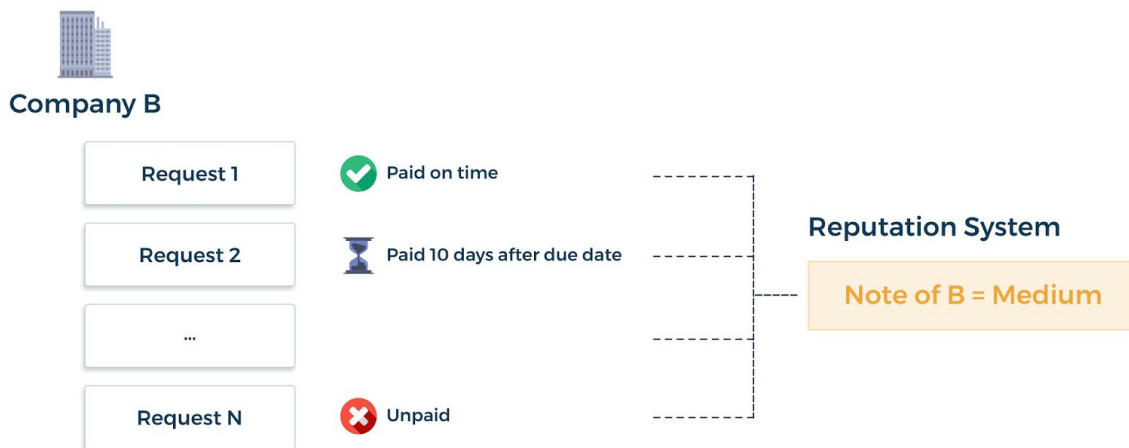 Company B
Request 1
Paid on time
Request 2
Paid 10 days after due date
...
Request N
Unpaid
Reputation System
Note of B = Medium